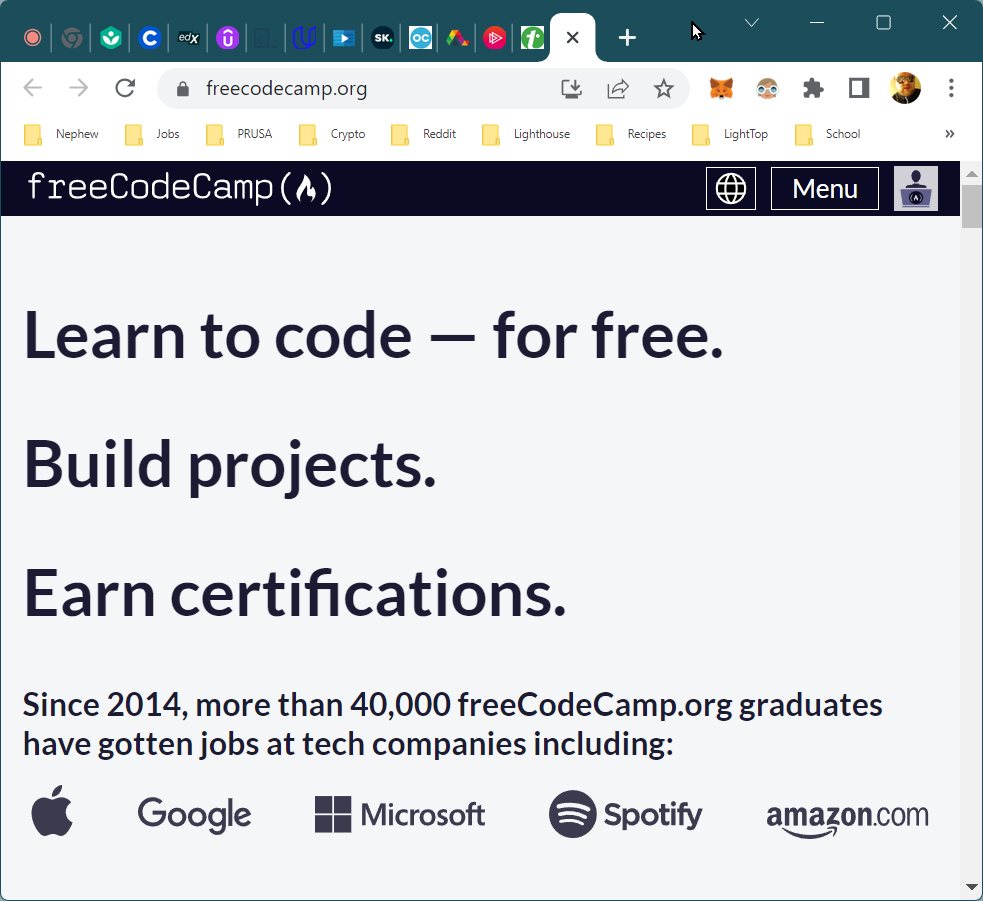 edX
SK.
OC
freecodecamp.org
Nephew Jobs PRUSA Crypto Reddit Lighthouse Recipes LightTop School »
freeCodeCamp
Menu
Learn to code — for free.
Build projects.
Earn certifications.
Since 2014, more than 40,000 freeCodeCamp.org graduates
have gotten jobs at tech companies including:
Google Microsoft Spotify amazon.com